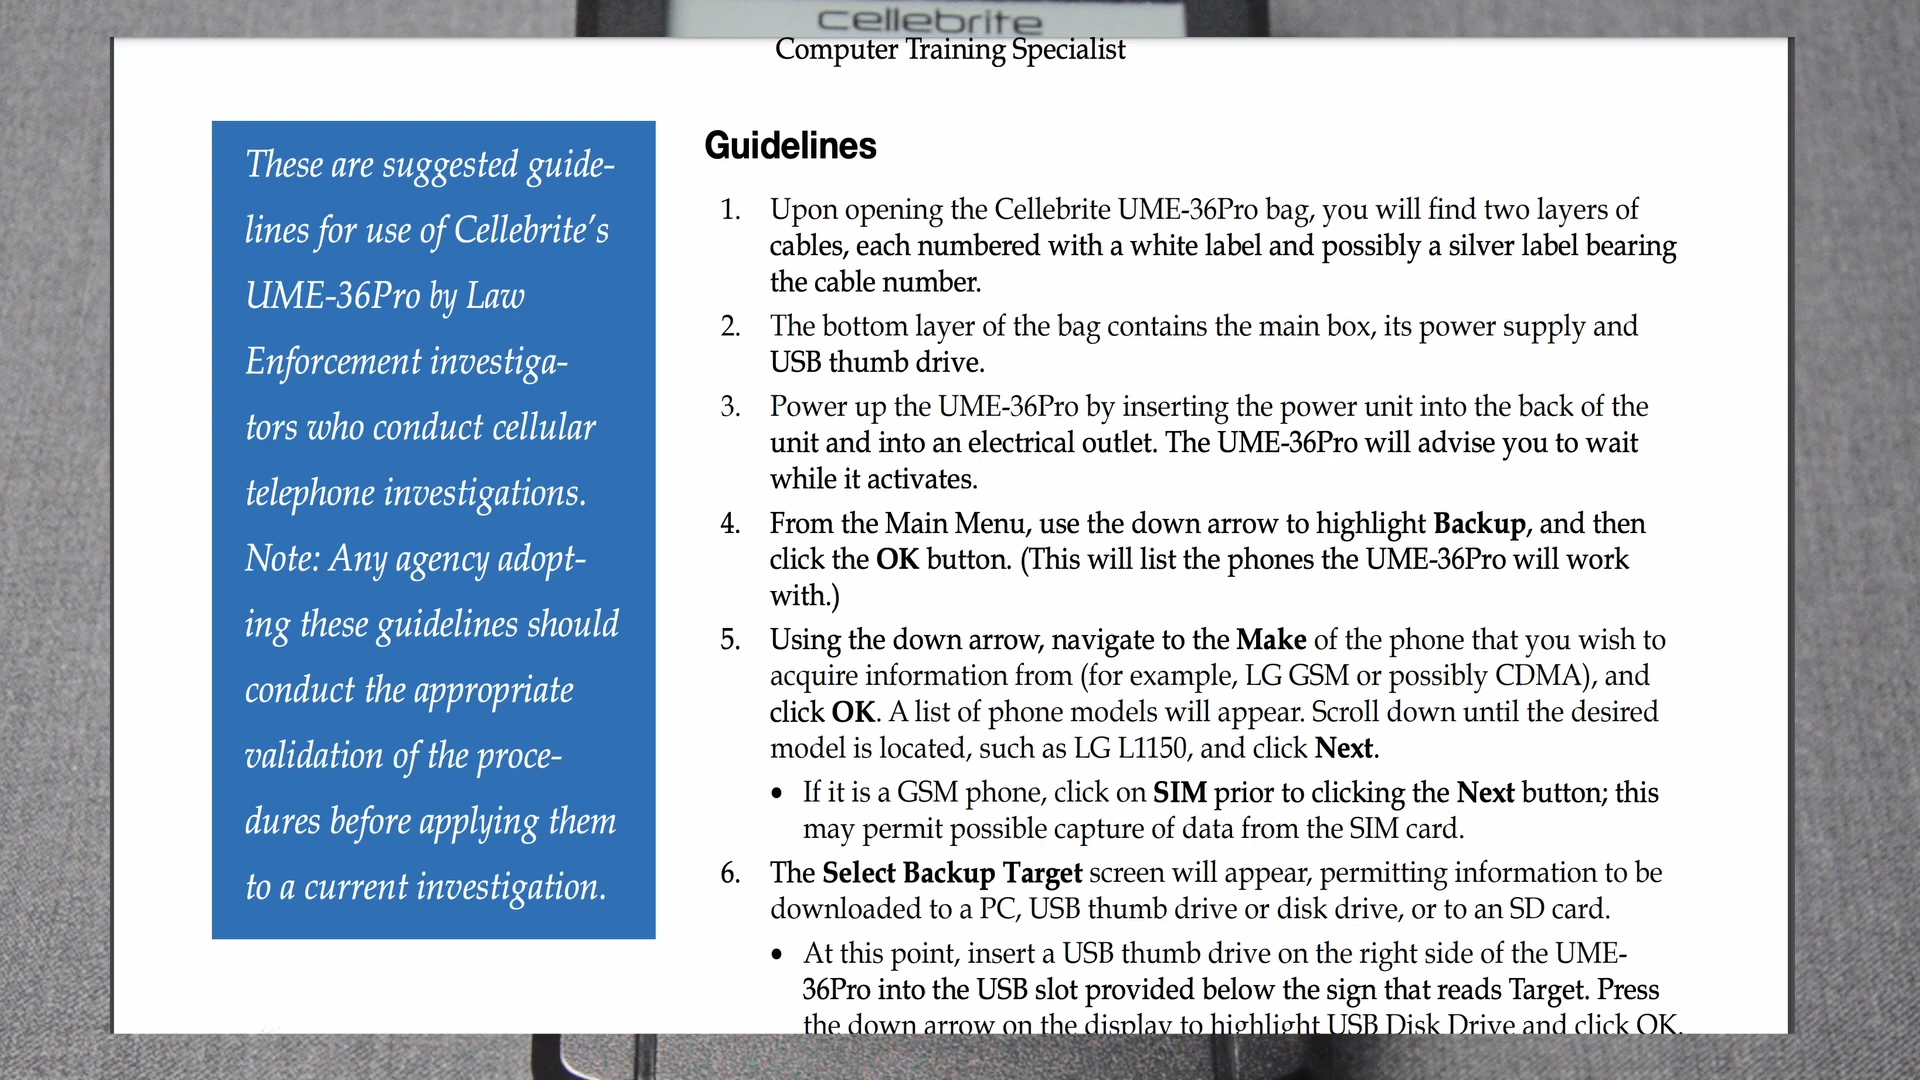 cellebrite
Computer Training Specialist
These are suggested guide-
lines for use of Cellebrite's
UME-36Pro by Law
Enforcement investiga-
tors who conduct cellular
telephone investigations.
Note: Any agency adopt-
ing these guidelines should
conduct the appropriate
validation of the proce-
dures before applying them
to a current investigation.
Guidelines
1. Upon opening the Cellebrite UME-36Pro bag, you will find two layers of
cables, each numbered with a white label and possibly a silver label bearing
the cable number.
2. The bottom layer of the bag contains the main box, its power supply and
USB thumb drive.
3. Power up the UME-36Pro by inserting the power unit into the back of the
unit and into an electrical outlet. The UME-36Pro will advise you to wait
while it activates.
4. From the Main Menu, use the down arrow to highlight Backup, and then
click the OK button. (This will list the phones the UME-36Pro will work
with.)
5. Using the down arrow, navigate to the Make of the phone that you wish to
acquire information from (for example, LG GSM or possibly CDMA), and
click OK. A list of phone models will appear. Scroll down until the desired
model is located, such as LG L1150, and click Next.
• If it is a GSM phone, click on SIM prior to clicking the Next button; this
may permit possible capture of data from the SIM card.
6. The Select Backup Target screen will appear, permitting information to be
downloaded to a PC, USB thumb drive or disk drive, or to an SD card.
• At this point, insert a USB thumb drive on the right side of the UME-
36Pro into the USB slot provided below the sign that reads Target. Press
the down arrow on the display to highlight USB Disk Drive and click OK.